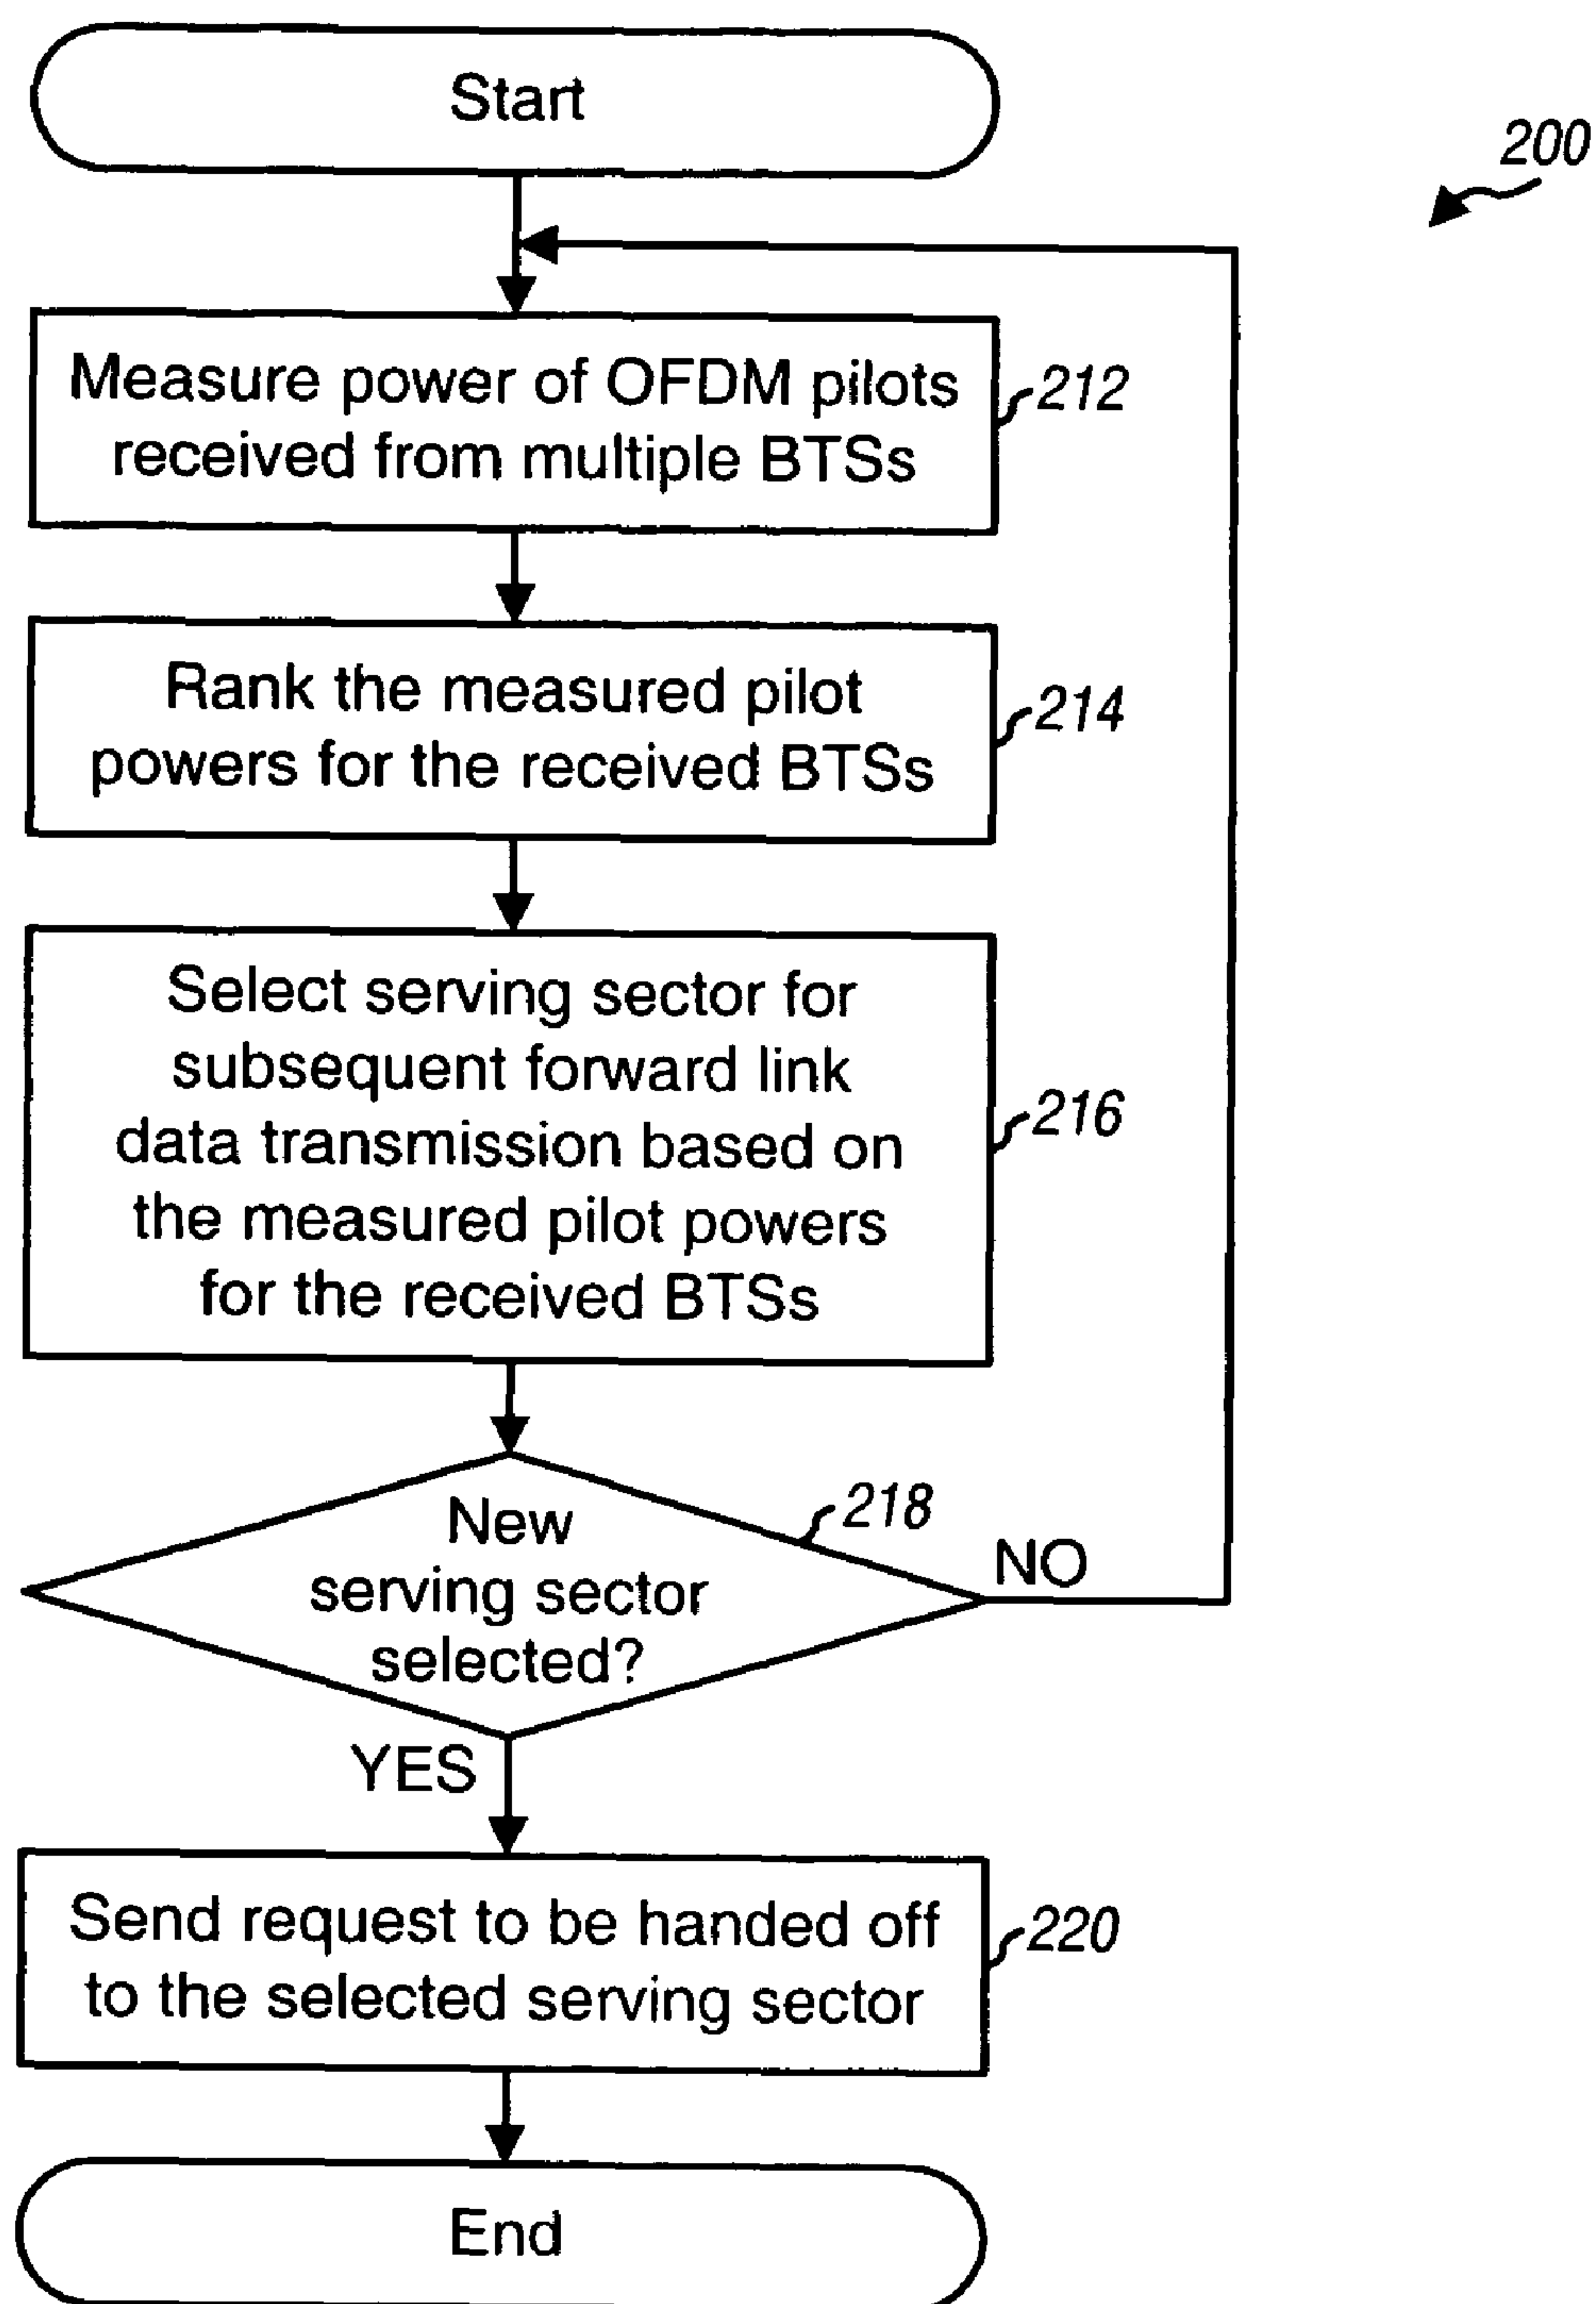 Start
200
Measure power of OFDM pilots
received from multiple BTSs
212
Rank the measured pilot
powers for the received BTSs
214
Select serving sector for
subsequent forward link
data transmission based on
the measured pilot powers
for the received BTSs
216
New
serving sector
selected?
218
NO
YES
Send request to be handed off
to the selected serving sector
220
End